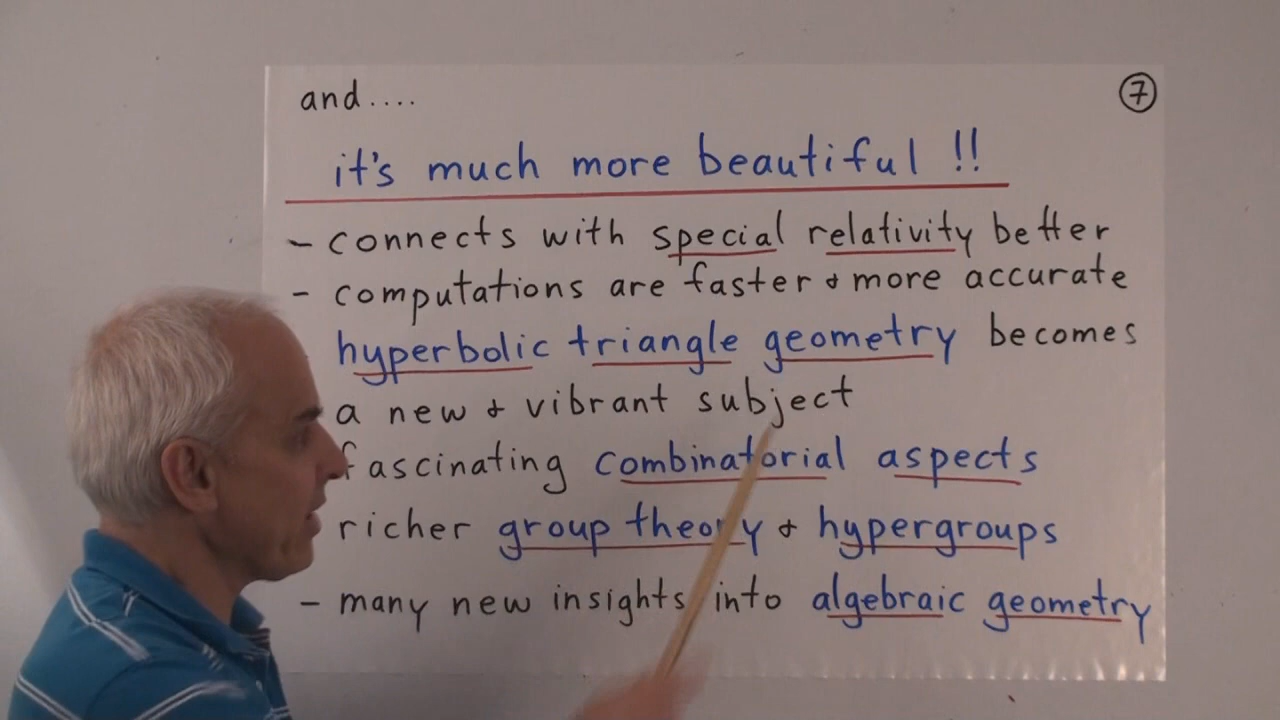 and....
7
it's much more beautiful !!
- connects with special relativity better
- computations are faster & more accurate
hyperbolic triangle geometry becomes
a new & vibrant subject
fascinating combinatorial aspects
richer group theory & hypergroups
- many new insights into algebraic geometry